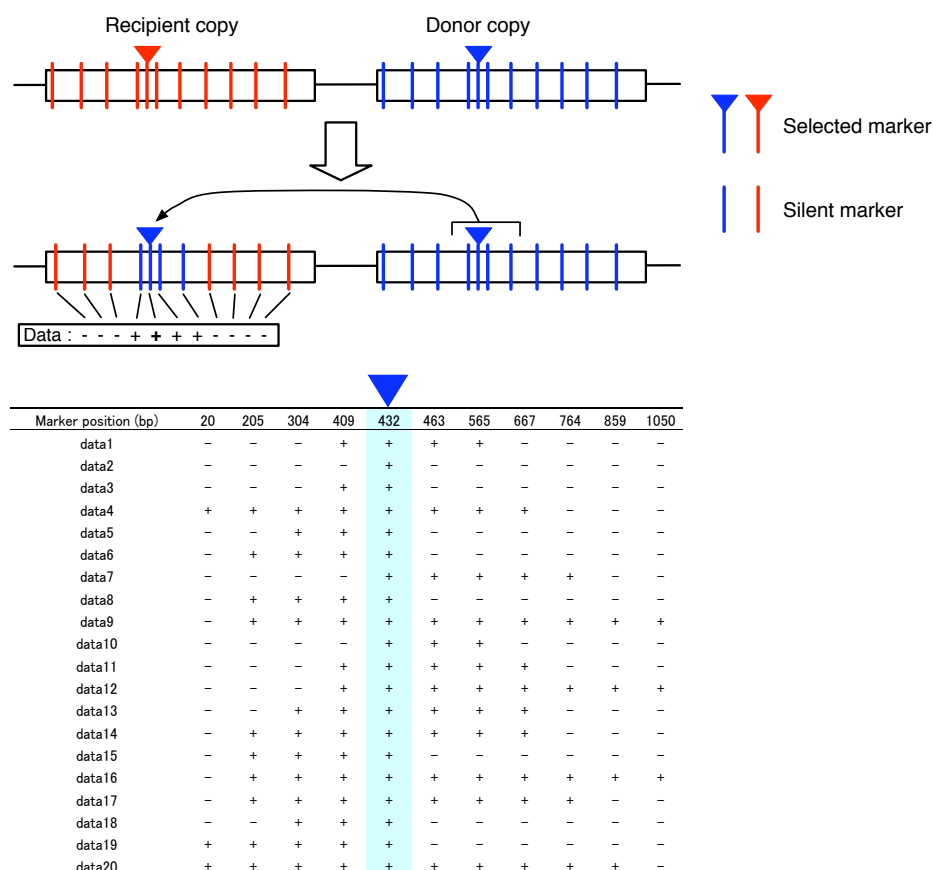 Recipient copy Donor copy
Selected marker
Silent marker
Data : - - - + + + + - - - -
Marker position (bp) 20 205 304 409 432 463 565 667 764 859 1050
data1 − − − + + + + − − − −
data2 − − − − + − − − − − −
data3 − − − + + − − − − − −
data4 + + + + + + + + − − −
data5 − − + + + − − − − − −
data6 − + + + + − − − − − −
data7 − − − − + + + + + − −
data8 − + + + + − − − − − −
data9 − + + + + + + + + + +
data10 − − − − + + + − − − −
data11 − − − + + + + + − − −
data12 − − − + + + + + + + +
data13 − − + + + + + + − − −
data14 − + + + + + + + − − −
data15 − + + + + − − − − − −
data16 − + + + + + + + + + +
data17 − + + + + + + + + − −
data18 − − + + + − − − − − −
data19 + + + + + − − − − − −
data20 + + + + + + + + + + −